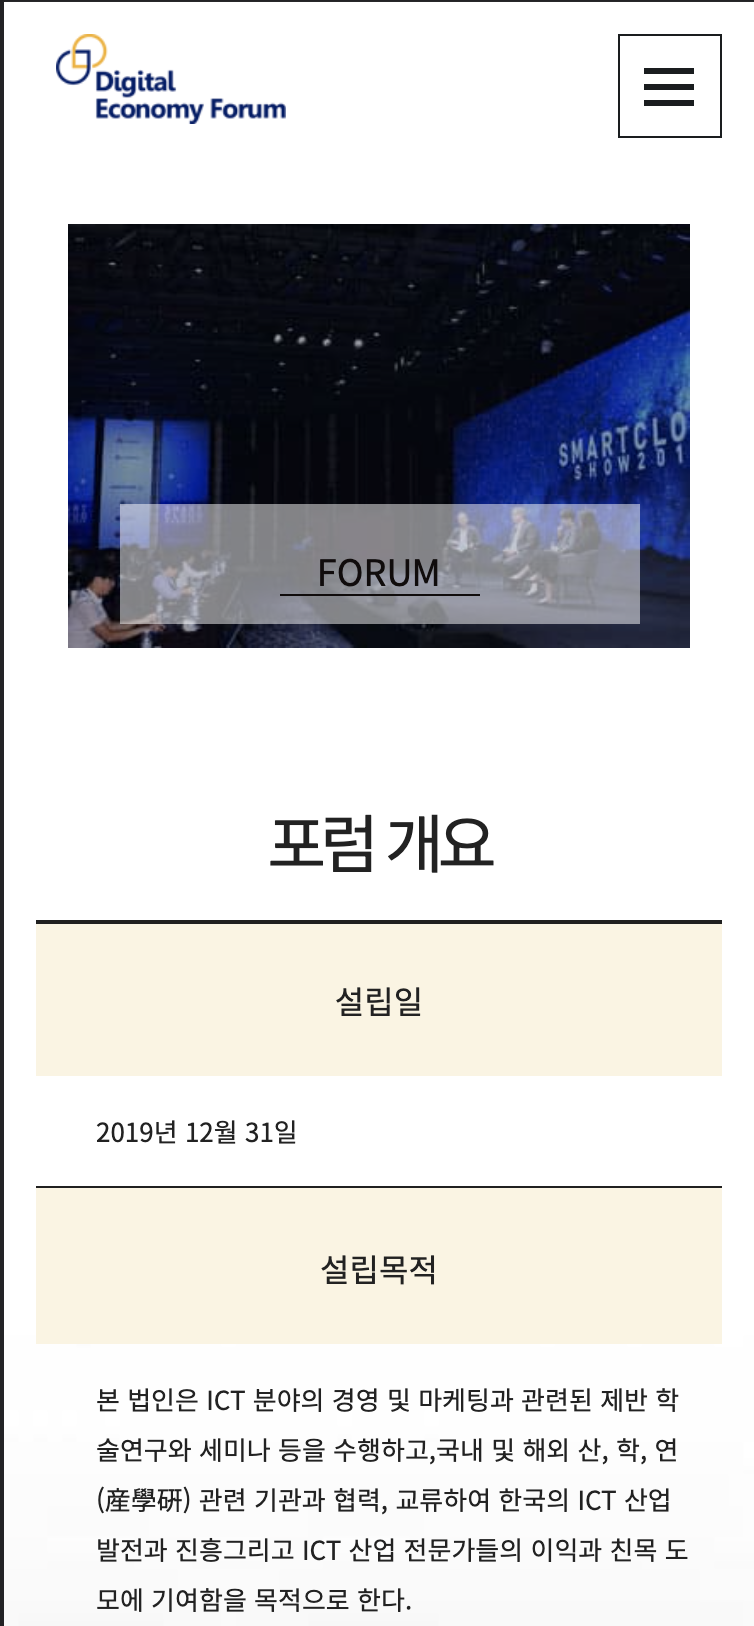 Digital
Economy Forum
SMARTCLO
SHOW201
FORUM
포럼 개요
설립일
2019년 12월 31일
설립목적
본 법인은 ICT 분야의 경영 및 마케팅과 관련된 제반 학
술연구와 세미나 등을 수행하고,국내 및 해외 산, 학, 연
(産學硏) 관련 기관과 협력, 교류하여 한국의 ICT 산업
발전과 진흥그리고 ICT 산업 전문가들의 이익과 친목 도
모에 기여함을 목적으로 한다.